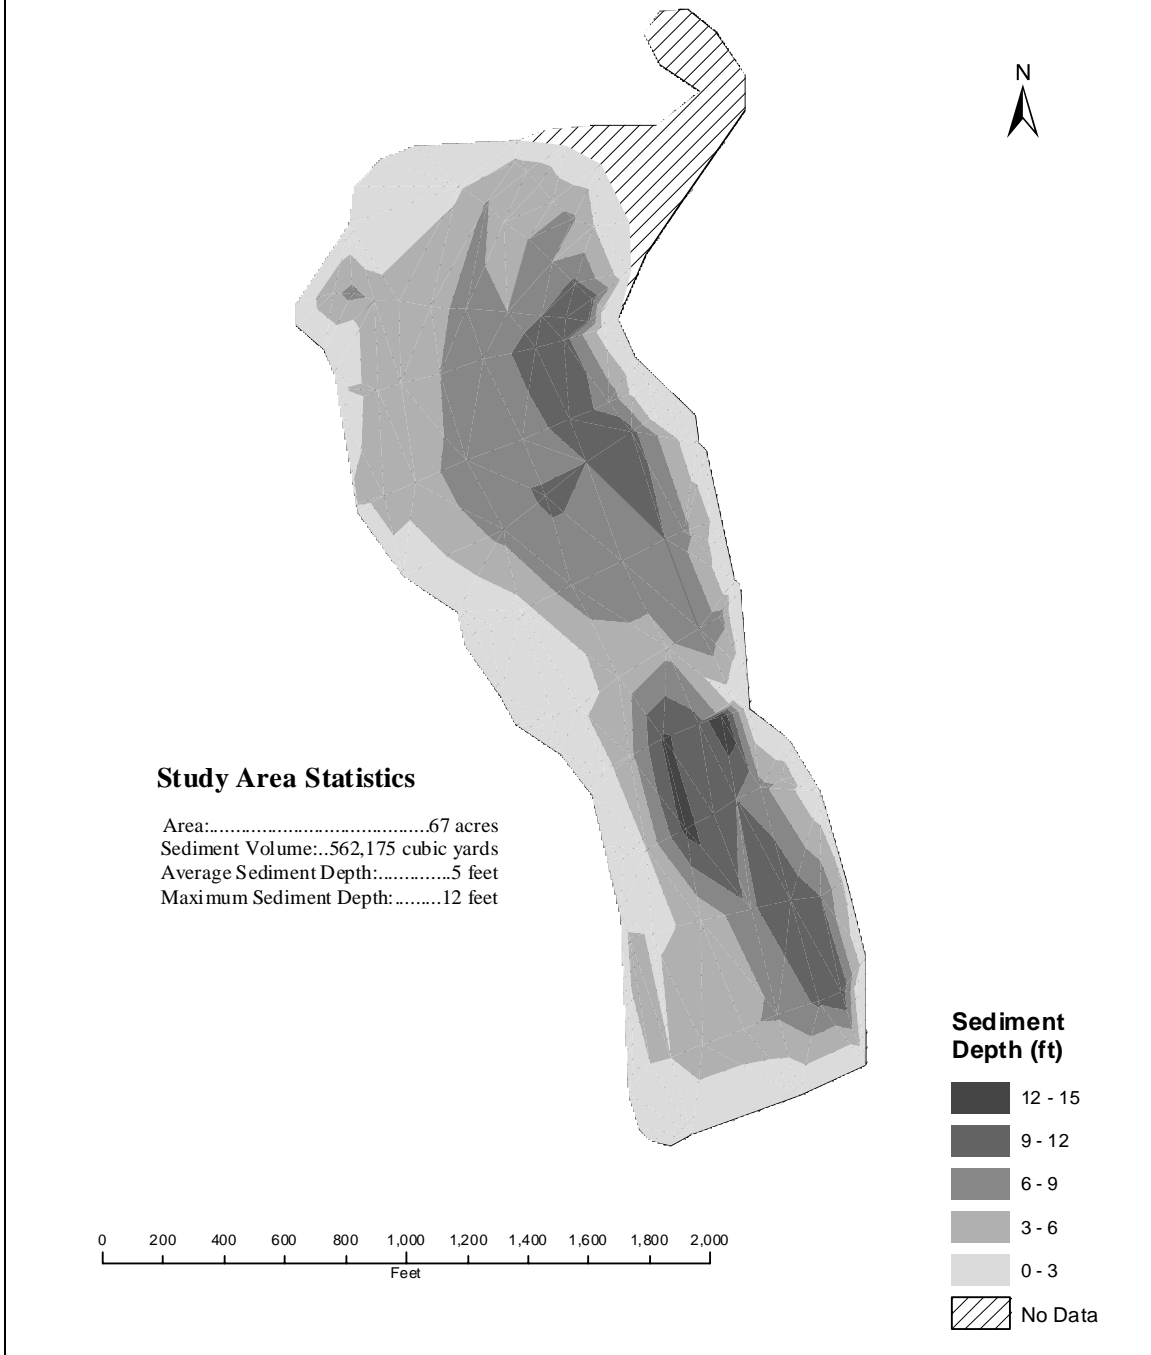 N
Study Area Statistics
Area:.......................................67 acres
Sediment Volume:..562,175 cubic yards
Average Sediment Depth:.............5 feet
Maximum Sediment Depth:.........12 feet
Sediment
Depth (ft)
12 - 15
9 - 12
6 - 9
3 - 6
0 - 3
No Data
0 200 400 600 800 1,000 1,200 1,400 1,600 1,800 2,000
Feet